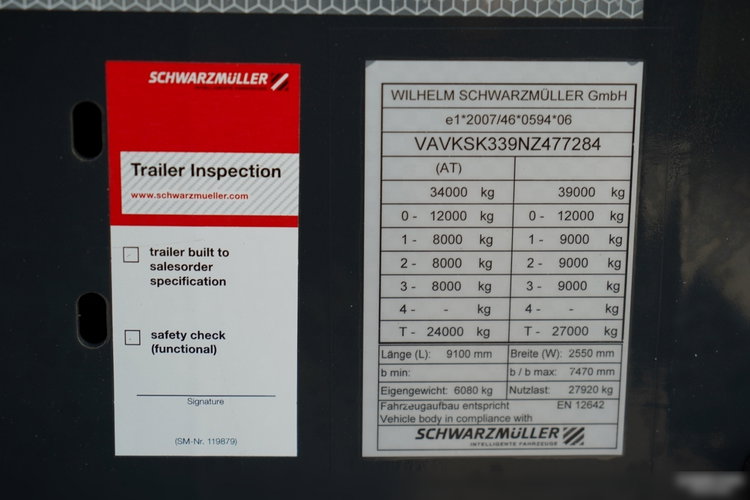 SCHWARZMÜLLER
INTELLIGENTE FAHRZEUGE
Trailer Inspection
www.schwarzmueller.com
trailer built to
salesorder
specification
safety check
(functional)
Signature
(SM-Nr. 119879)
WILHELM SCHWARZMÜLLER GmbH
e1*2007/46*0594*06
VAVKSK339NZ477284
(AT)
34000 kg 39000 kg
0 - 12000 kg 0 - 12000 kg
1 - 8000 kg 1 - 9000 kg
2 - 8000 kg 2 - 9000 kg
3 - 8000 kg 3 - 9000 kg
4 - - kg 4 - - kg
T - 24000 kg T - 27000 kg
Länge (L): 9100 mm Breite (W): 2550 mm
b min: b / b max: 7470 mm
Eigengewicht: 6080 kg Nutzlast: 27920 kg
Fahrzeugaufbau entspricht EN 12642
Vehicle body in compliance with
SCHWARZMÜLLER
INTELLIGENTE FAHRZEUGE